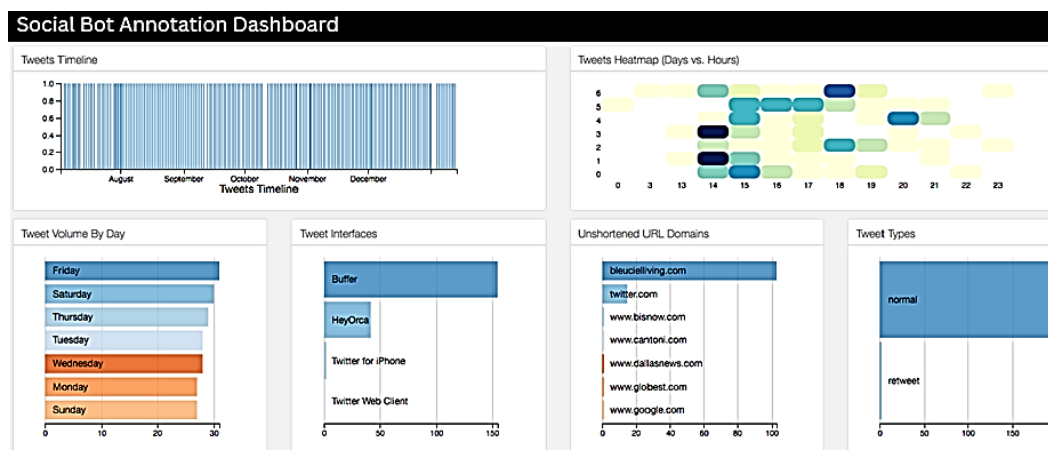 Social Bot Annotation Dashboard
Tweets Timeline
1.0
0.8
0.6
0.4
0.2
0.0
August September October November December
Tweets Timeline
Tweets Heatmap (Days vs. Hours)
6
5
4
3
2
1
0
0 3 13 14 15 16 17 18 19 20 21 22 23
Tweet Volume By Day
Friday
Saturday
Thursday
Tuesday
Wednesday
Monday
Sunday
0 10 20 30
Tweet Interfaces
Buffer
HeyOrca
Twitter for iPhone
Twitter Web Client
0 50 100 150
Unshortened URL Domains
bleucielliving.com
twitter.com
www.bisnow.com
www.cantoni.com
www.dallasnews.com
www.globest.com
www.google.com
0 20 40 60 80 100
Tweet Types
normal
retweet
0 50 100 150